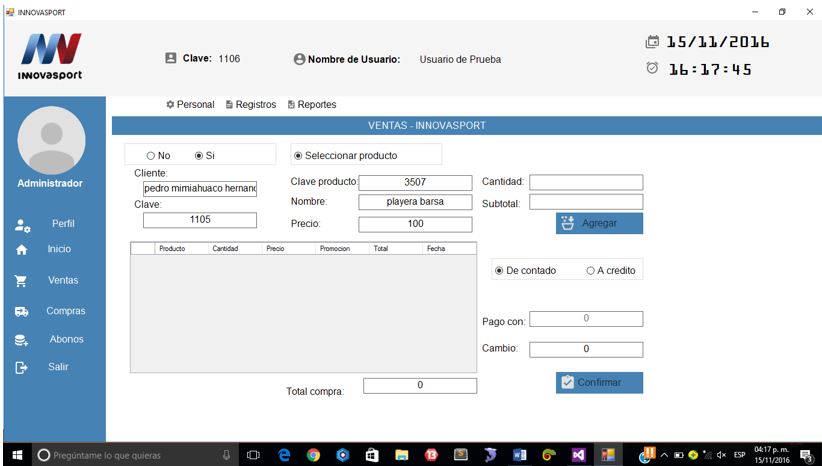 INNOVASPORT
INNOVASPORT
Clave: 1106
Nombre de Usuario: Usuario de Prueba
15/11/2016
16:17:45
Personal Registros Reportes
VENTAS - INNOVASPORT
Administrador
Perfil
Inicio
Ventas
Compras
Abonos
Salir
No Si
Seleccionar producto
Cliente:
pedro mimiahuaco hernand
Clave:
1105
Clave producto: 3507
Nombre: playera barsa
Precio: 100
Cantidad:
Subtotal:
Agregar
Producto Cantidad Precio Promocion Total Fecha
De contado A credito
Pago con: 0
Cambio: 0
Total compra: 0
Confirmar
Pregúntame lo que quieras
ESP
04:17 p. m.
15/11/2016
3